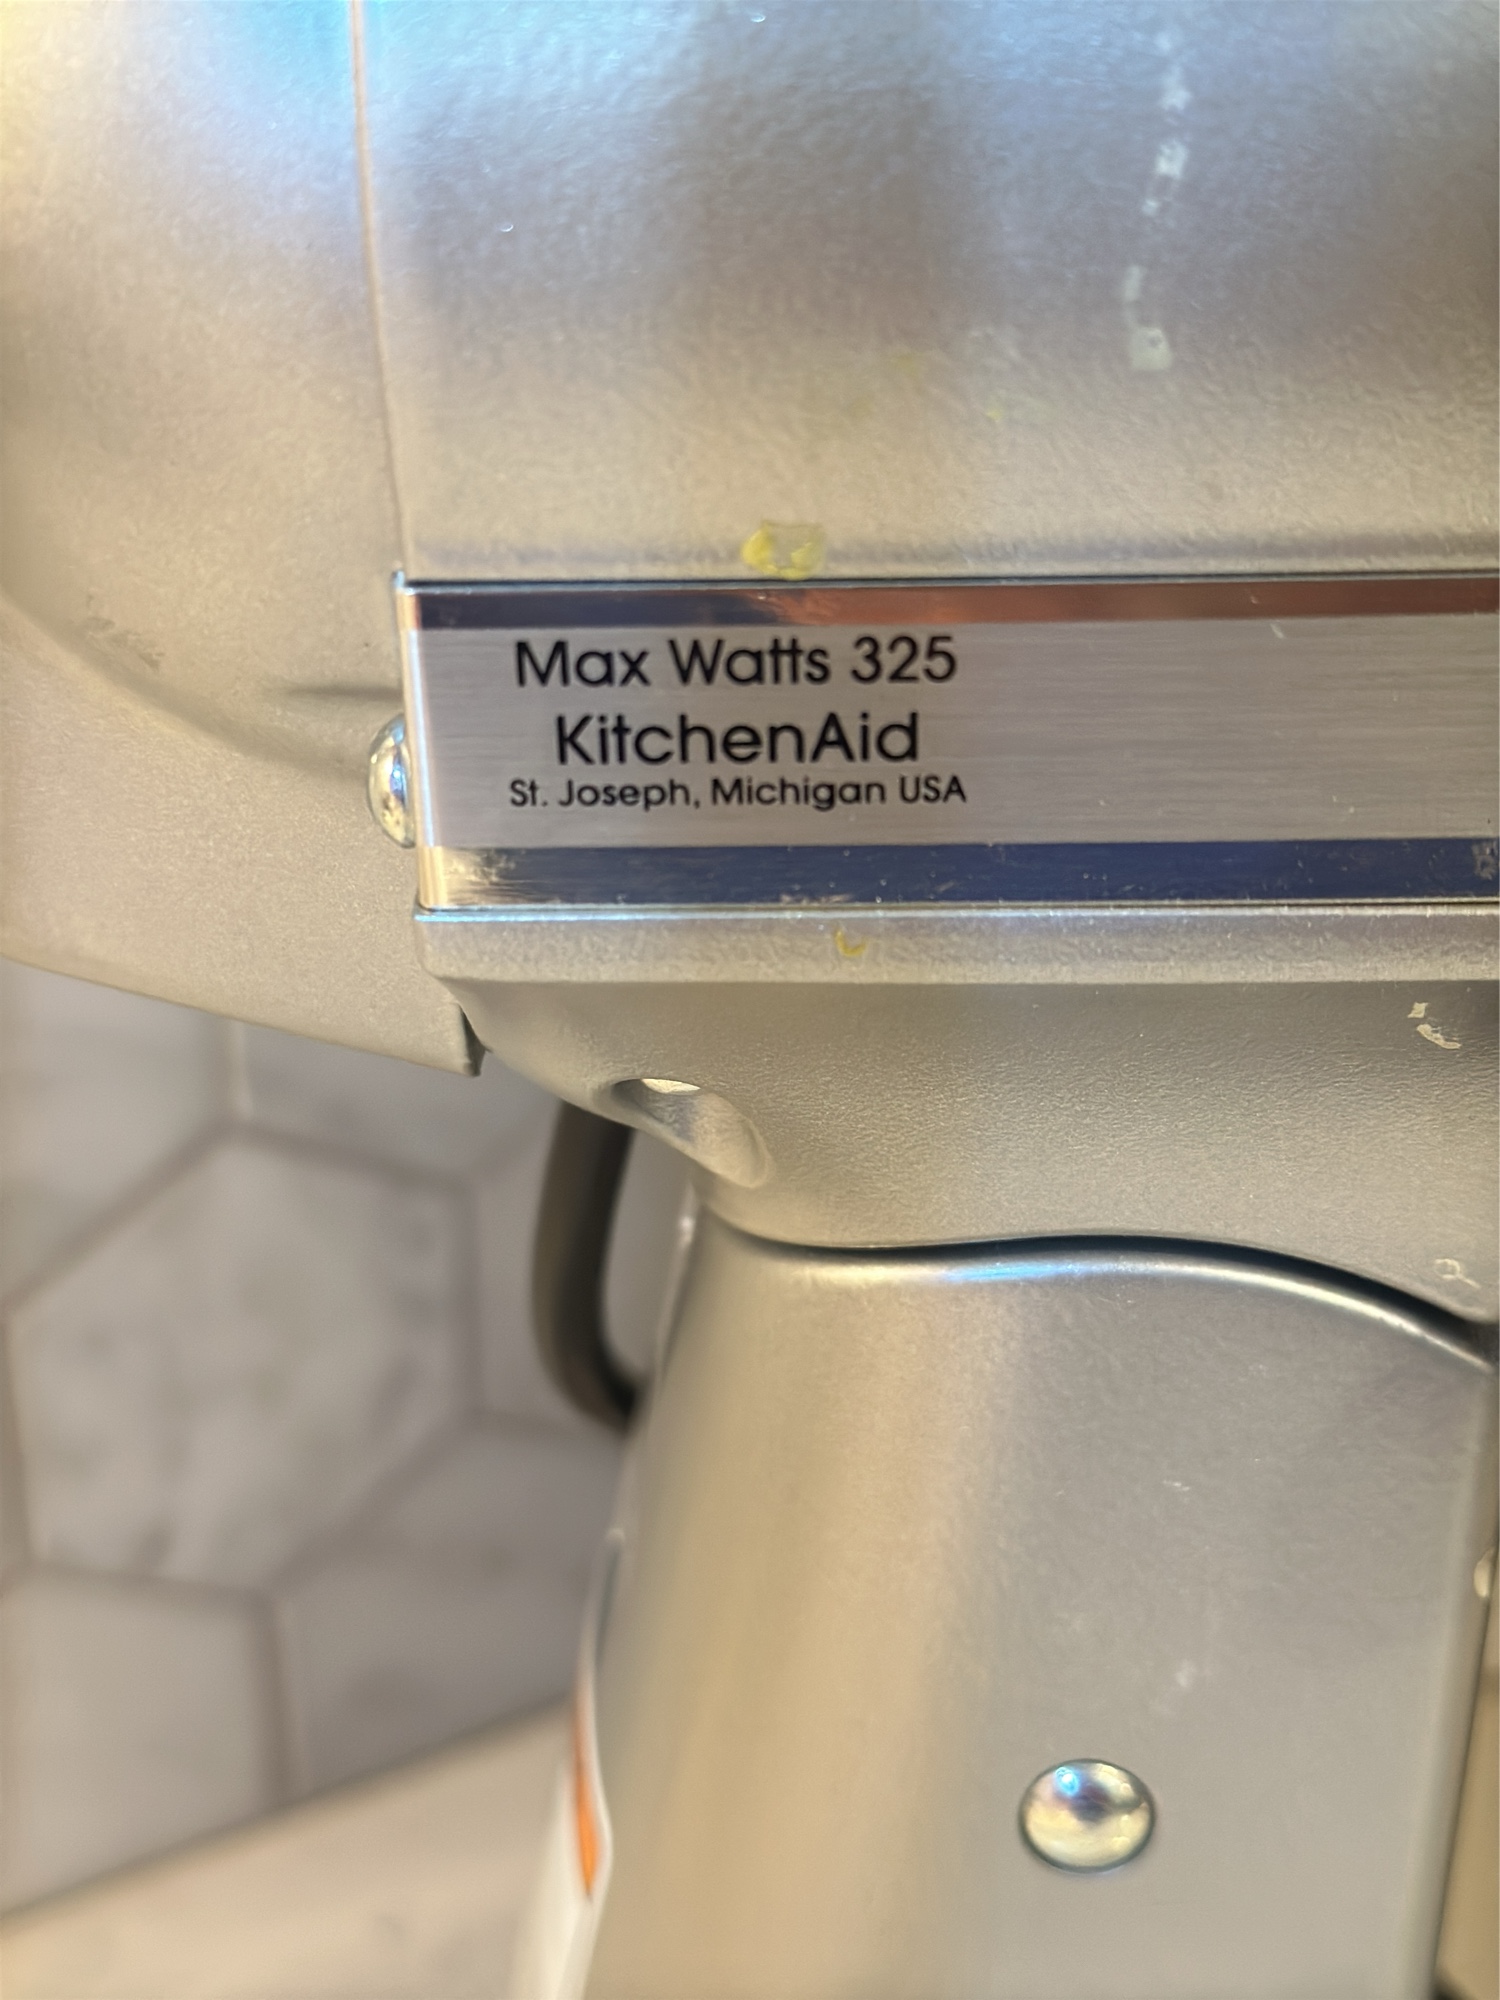 Max Watts 325
KitchenAid
St. Joseph, Michigan USA